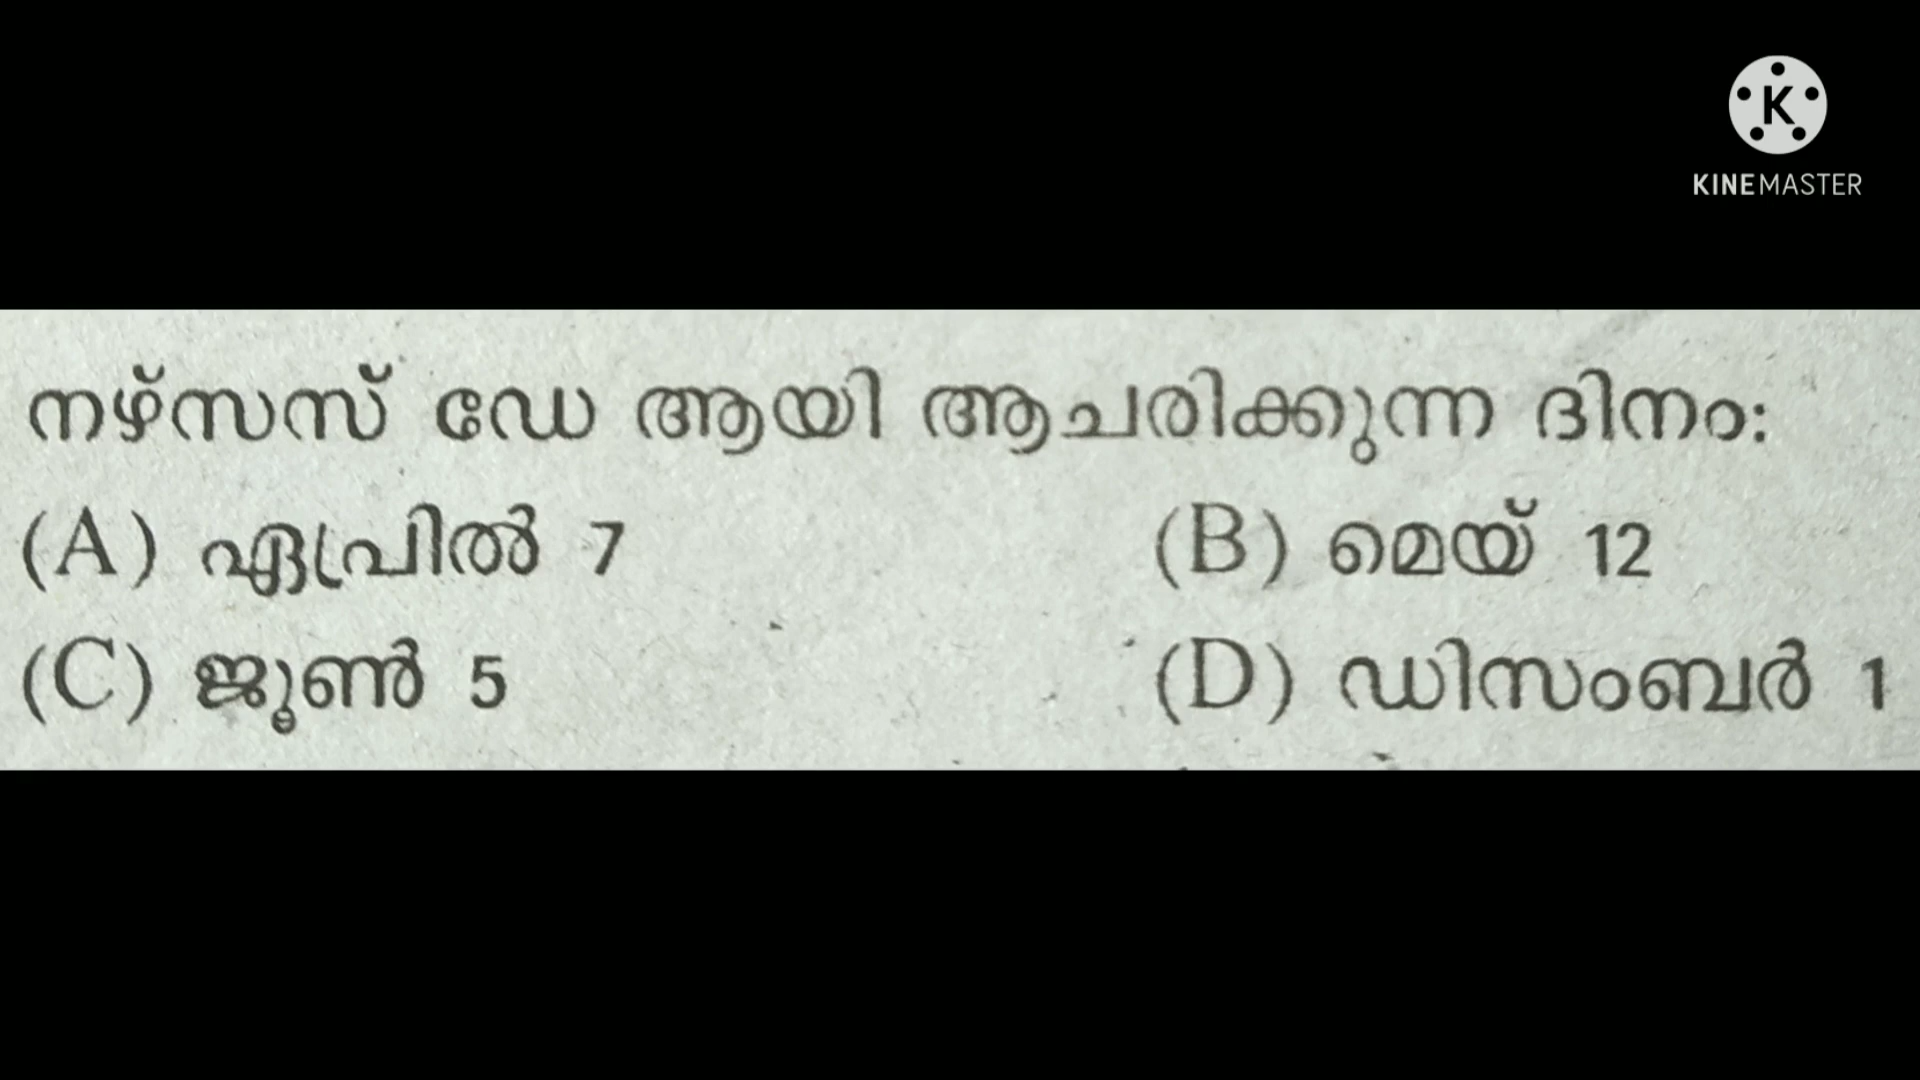 K
KINEMASTER
നഴ്സസ് ഡേ ആയി ആചരിക്കുന്ന ദിനം:
(A) ഏപ്രിൽ 7 (B) മെയ് 12
(C) ജൂൺ 5 (D) ഡിസംബർ 1